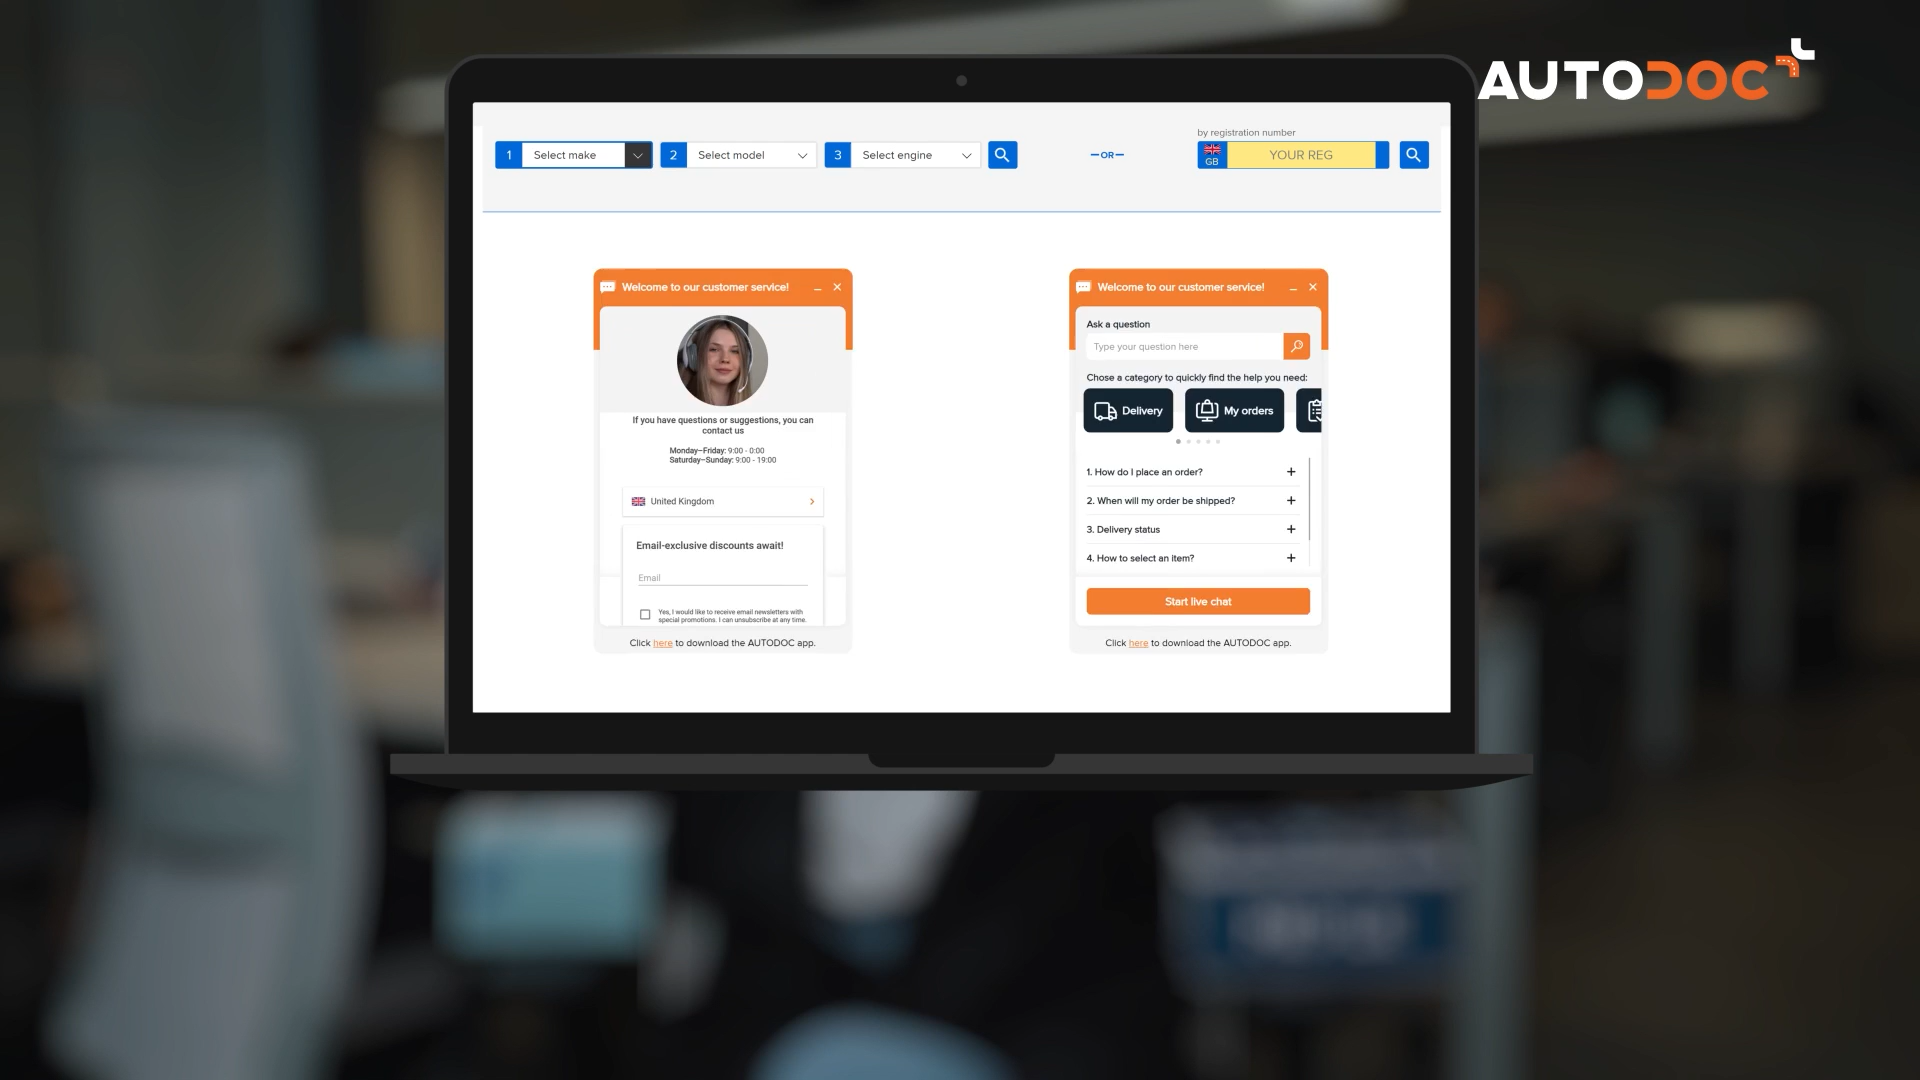 AUTODOC
by registration number
1 Select make
2 Select model
3 Select engine
OR
GB YOUR REG
Welcome to our customer service!
If you have questions or suggestions, you can
contact us
Monday–Friday: 9:00 - 0:00
Saturday–Sunday: 9:00 - 19:00
United Kingdom
Email-exclusive discounts await!
Email
Yes, I would like to receive email newsletters with
special promotions. I can unsubscribe at any time.
Click here to download the AUTODOC app.
Welcome to our customer service!
Ask a question
Type your question here
Chose a category to quickly find the help you need:
Delivery
My orders
1. How do I place an order?
2. When will my order be shipped?
3. Delivery status
4. How to select an item?
Start live chat
Click here to download the AUTODOC app.